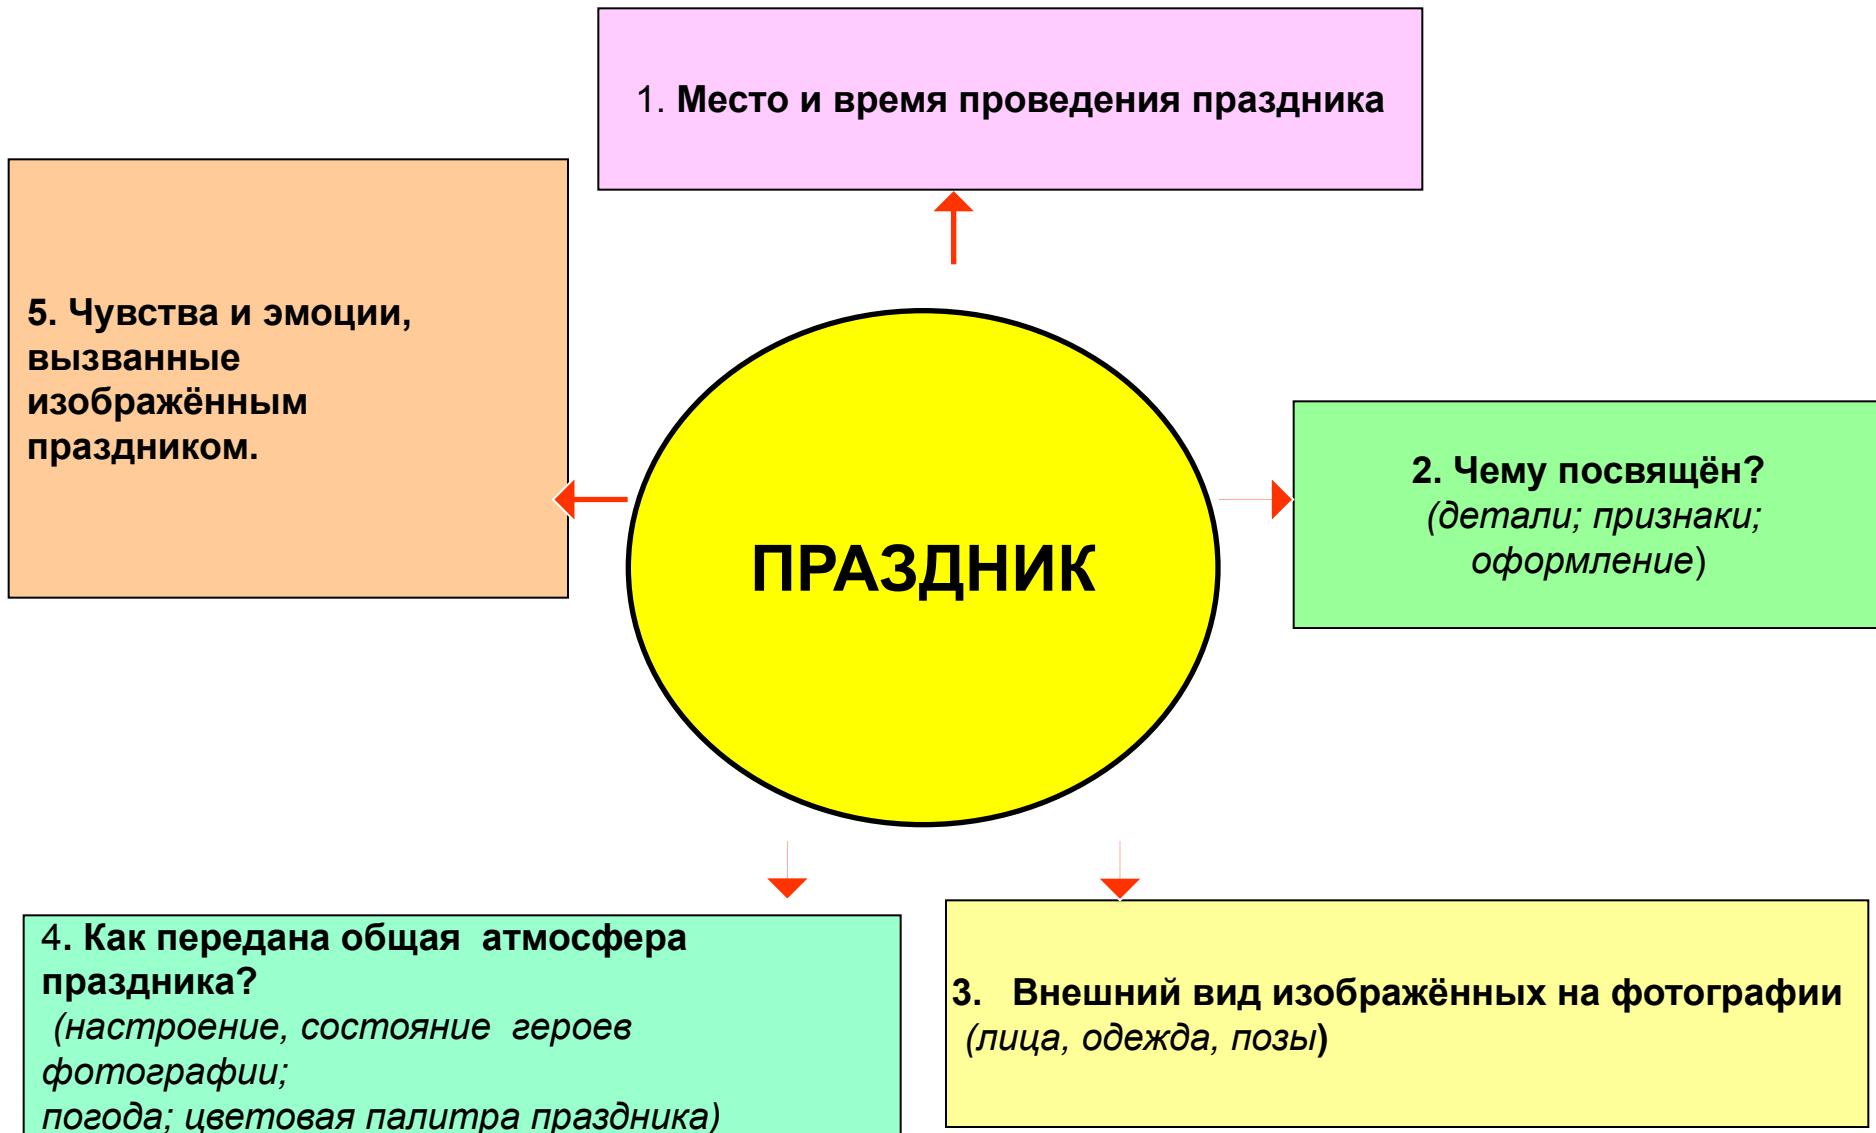 1. Место и время проведения праздника
5. Чувства и эмоции,
вызванные
изображённым
праздником.
ПРАЗДНИК
2. Чему посвящён?
(детали; признаки;
оформление)
4. Как передана общая атмосфера
праздника?
(настроение, состояние героев
фотографии;
погода; цветовая палитра праздника)
3. Внешний вид изображённых на фотографии
(лица, одежда, позы)